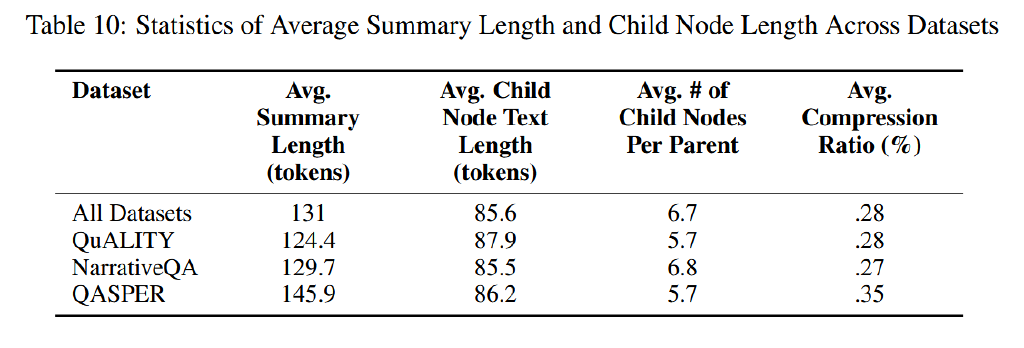 Table 10: Statistics of Average Summary Length and Child Node Length Across Datasets
Dataset Avg. Summary Length (tokens) Avg. Child Node Text Length (tokens) Avg. # of Child Nodes Per Parent Avg. Compression Ratio (%)
All Datasets 131 85.6 6.7 .28
QuALITY 124.4 87.9 5.7 .28
NarrativeQA 129.7 85.5 6.8 .27
QASPER 145.9 86.2 5.7 .35